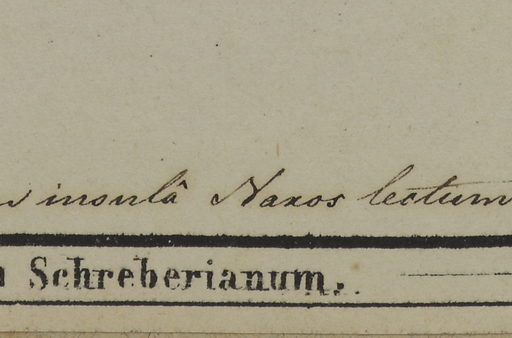 insulâ Naxos lectum
Schreberianum.